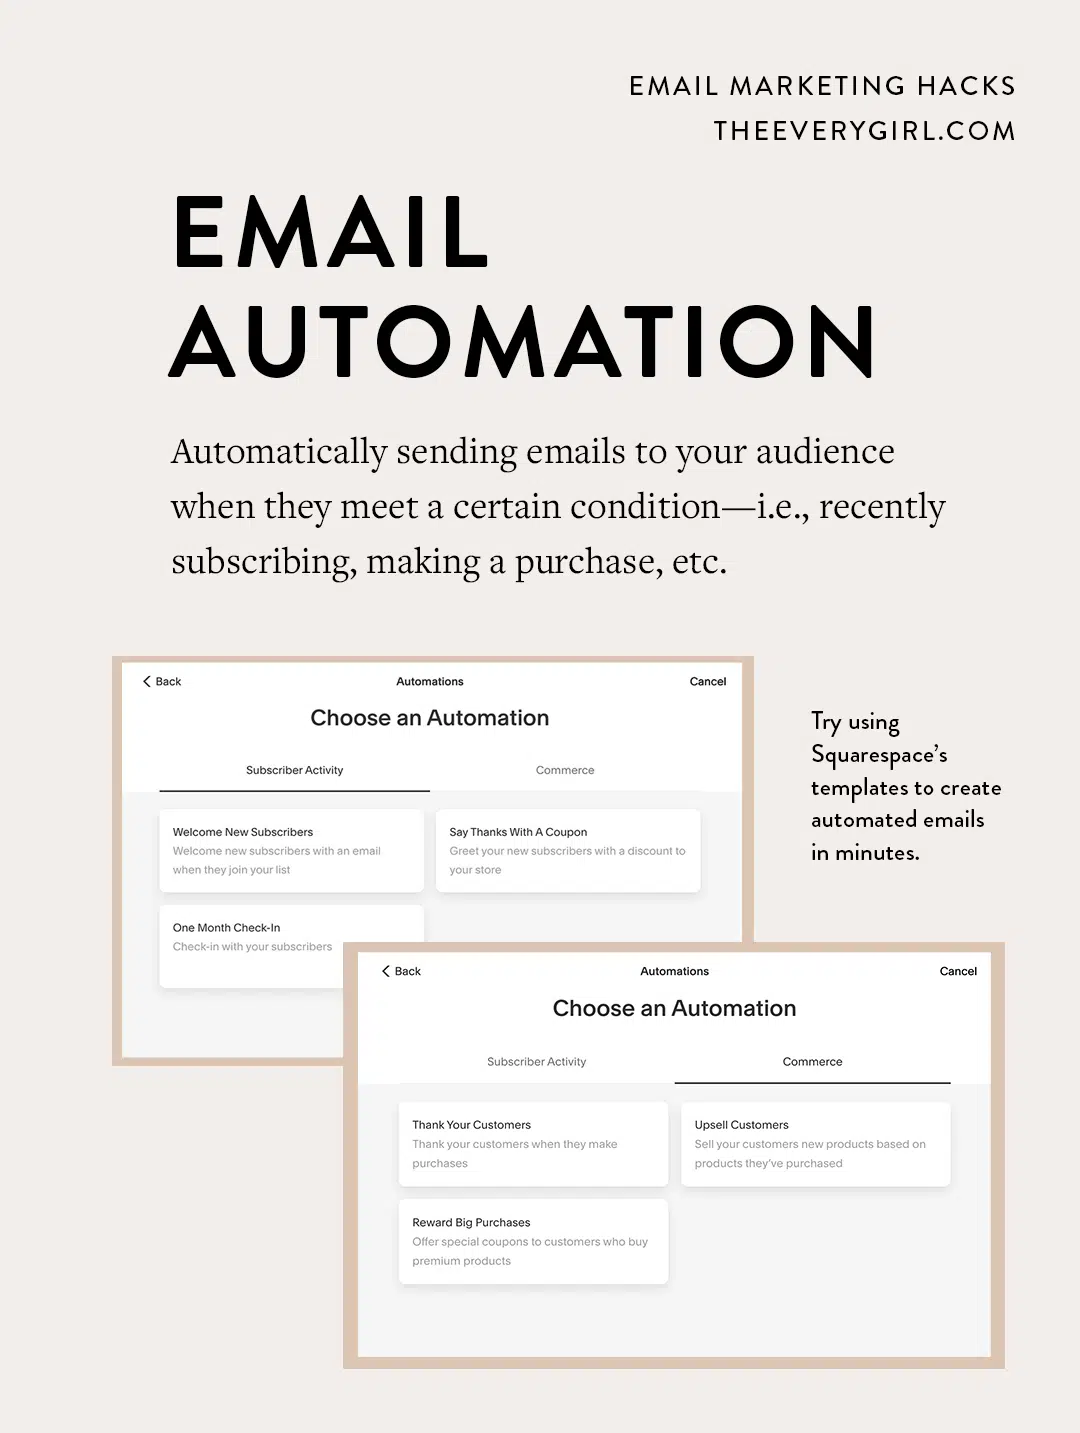 EMAIL MARKETING HACKS
THEEVERYGIRL.COM
EMAIL
AUTOMATION
Automatically sending emails to your audience
when they meet a certain condition—i.e., recently
subscribing, making a purchase, etc.
Back
Automations
Cancel
Choose an Automation
Subscriber Activity
Commerce
Welcome New Subscribers
Welcome new subscribers with an email
when they join your list
Say Thanks With A Coupon
Greet your new subscribers with a discount to
your store
One Month Check-In
Check-in with your subscribers
Try using
Squarespace’s
templates to create
automated emails
in minutes.
Back
Automations
Cancel
Choose an Automation
Subscriber Activity
Commerce
Thank Your Customers
Thank your customers when they make
purchases
Upsell Customers
Sell your customers new products based on
products they’ve purchased
Reward Big Purchases
Offer special coupons to customers who buy
premium products